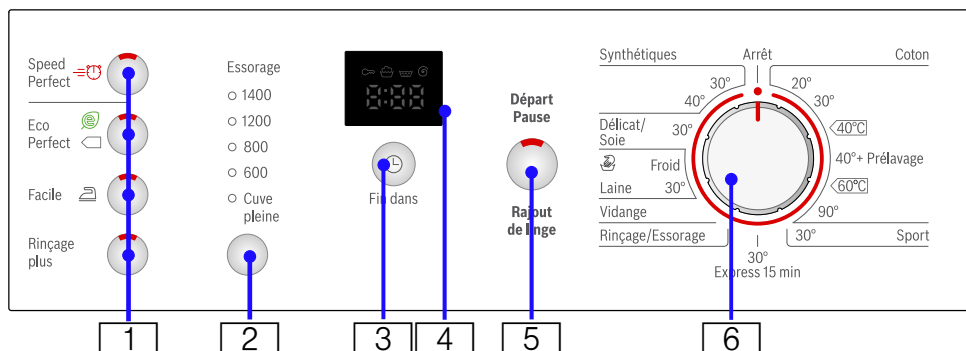 Speed
Perfect
Eco
Perfect
Facile
Rinçage
plus
Essorage
1400
1200
800
600
Cuve
pleine
8:88
Fin dans
Départ
Pause
Rajout
de linge
Synthétiques
Arrêt
Coton
30°
20°
40°
30°
Délicat/
Soie
30°
40°C
Froid
40°+ Prélavage
Laine
30°
60°C
Vidange
90°
Rinçage/Essorage
30°
Sport
30°
Express 15 min
1
2
3
4
5
6